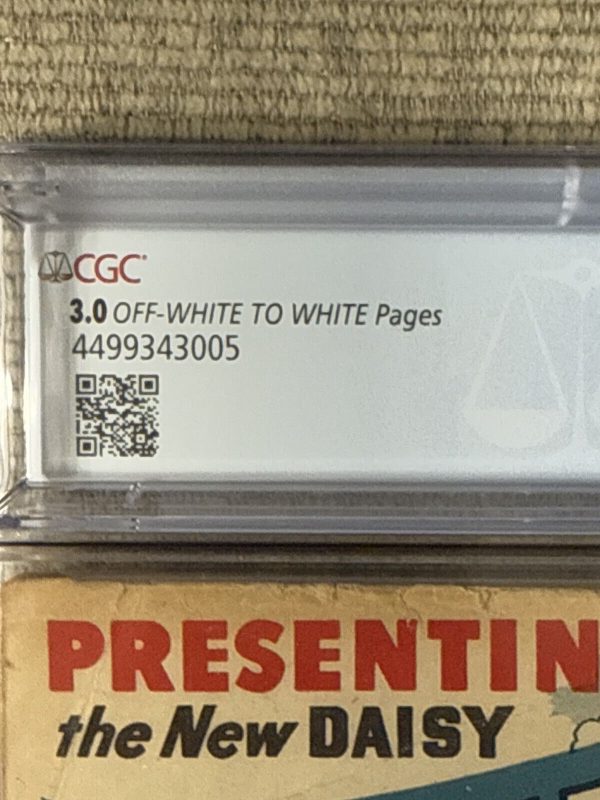 CGC
3.0 OFF-WHITE TO WHITE Pages
4499343005
PRESENTIN
the New DAISY